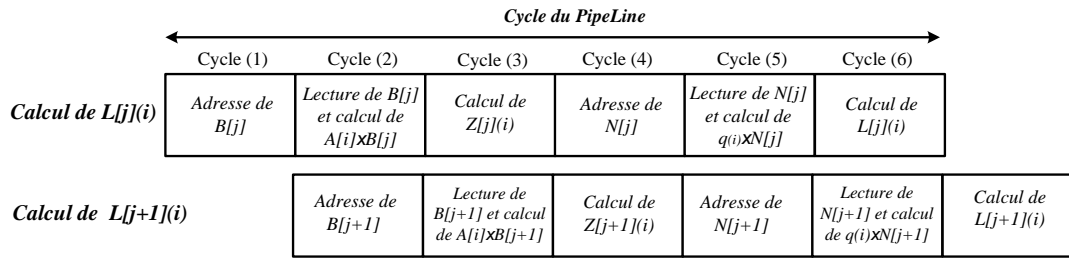 Cycle du PipeLine
Cycle (1)
Cycle (2)
Cycle (3)
Cycle (4)
Cycle (5)
Cycle (6)
Calcul de L[j](i)
Adresse de
B[j]
Lecture de B[j]
et calcul de
A[i]xB[j]
Calcul de
Z[j](i)
Adresse de
N[j]
Lecture de N[j]
et calcul de
q(i)xN[j]
Calcul de
L[j](i)
Calcul de L[j+1](i)
Adresse de
B[j+1]
Lecture de
B[j+1] et calcul
de A[i]xB[j+1]
Calcul de
Z[j+1](i)
Adresse de
N[j+1]
Lecture de
N[j+1] et calcul
de q(i)xN[j+1]
Calcul de
L[j+1](i)